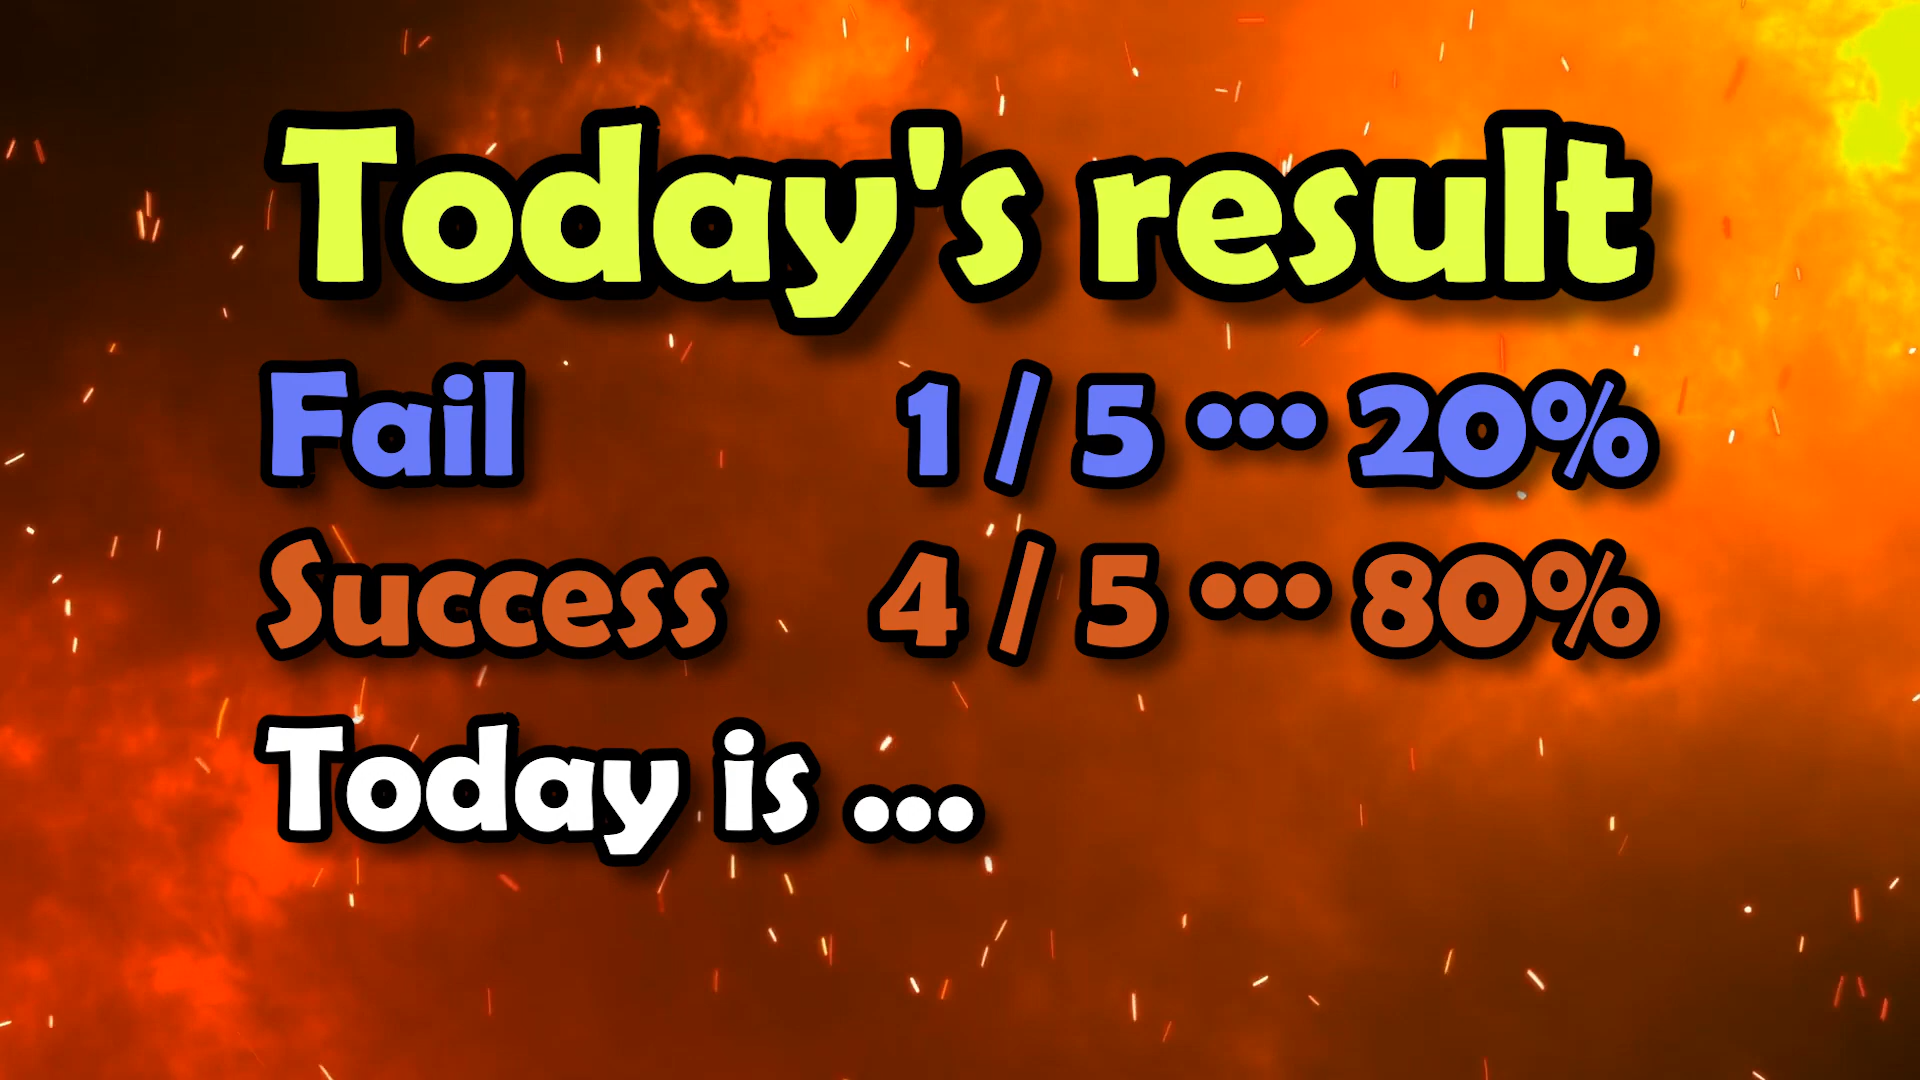 Today's result
Fail 1 / 5 ••• 20%
Success 4 / 5 ••• 80%
Today is ...